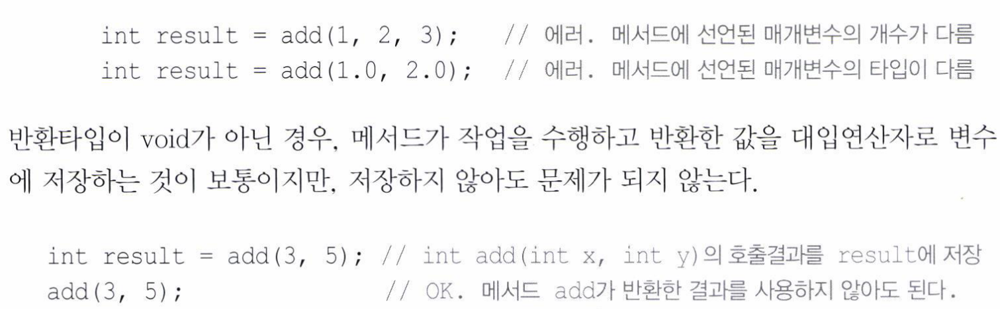 int result = add(1, 2, 3); // 에러. 메서드에 선언된 매개변수의 개수가 다름
int result = add(1.0, 2.0); // 에러. 메서드에 선언된 매개변수의 타입이 다름
반환타입이 void가 아닌 경우, 메서드가 작업을 수행하고 반환한 값을 대입연산자로 변수
에 저장하는 것이 보통이지만, 저장하지 않아도 문제가 되지 않는다.
int result = add(3, 5); // int add(int x, int y)의 호출결과를 result에 저장
add(3, 5); // OK. 메서드 add가 반환한 결과를 사용하지 않아도 된다.